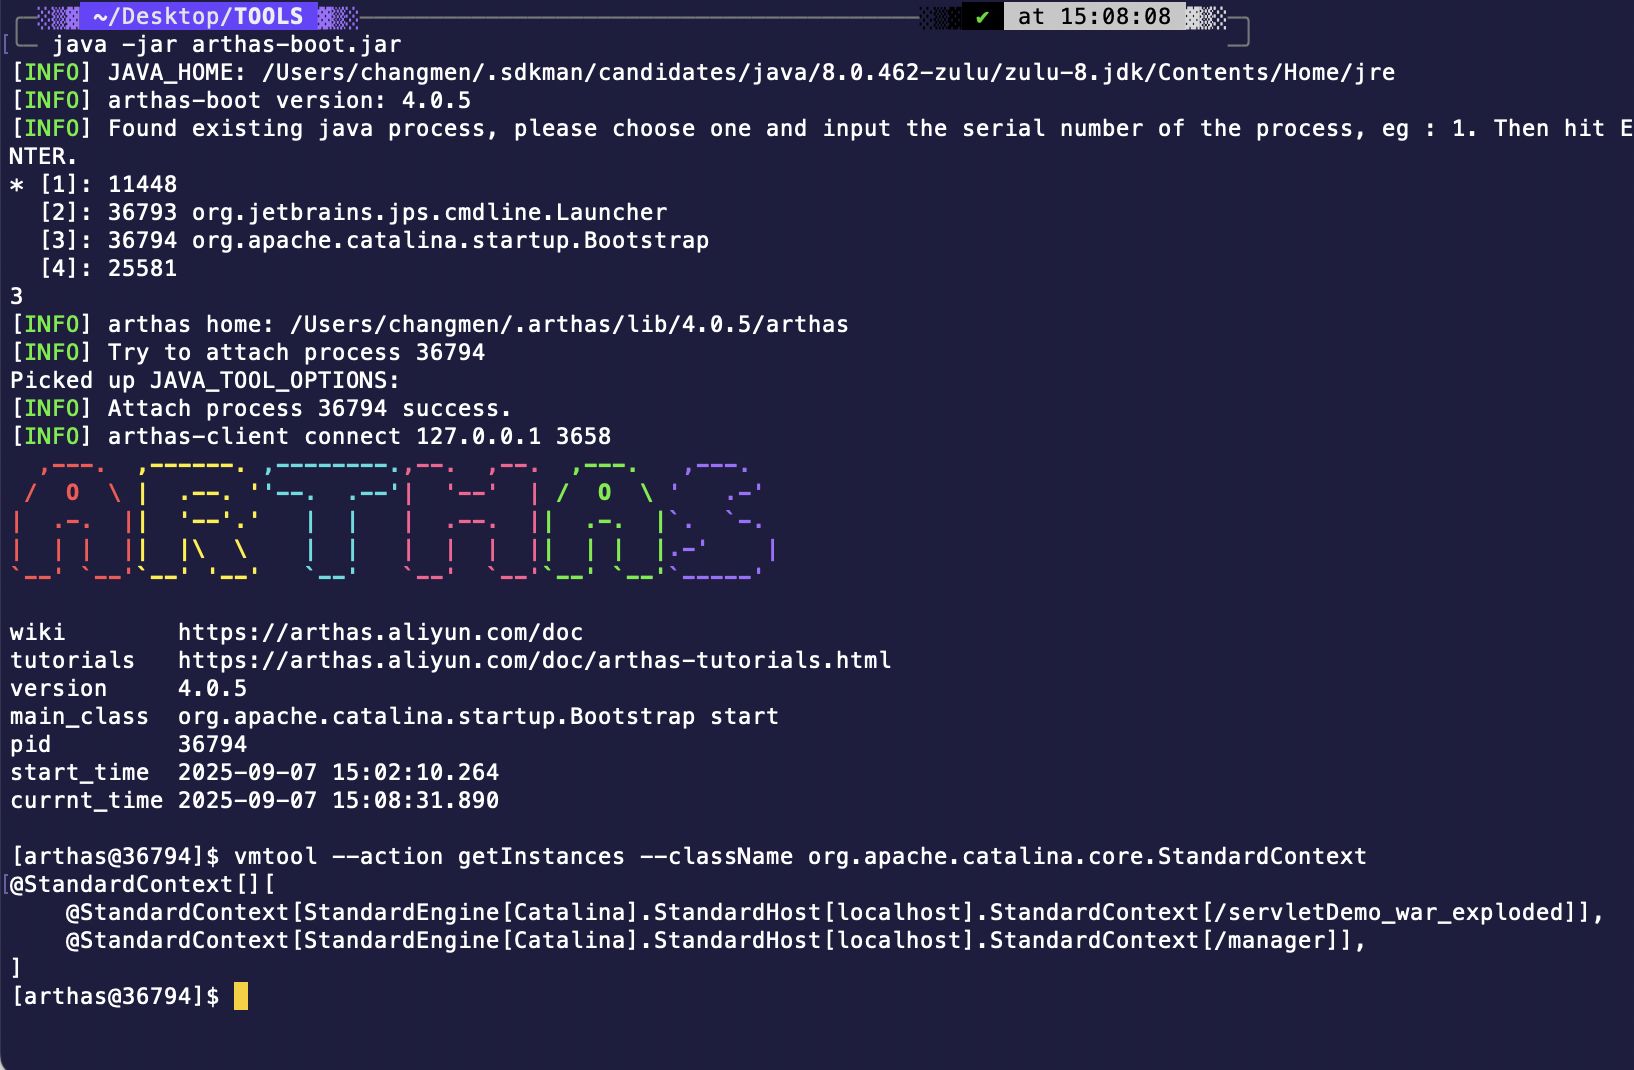 ~/Desktop/TOOLS ✔ at 15:08:08
java -jar arthas-boot.jar
[INFO] JAVA_HOME: /Users/changmen/.sdkman/candidates/java/8.0.462-zulu/zulu-8.jdk/Contents/Home/jre
[INFO] arthas-boot version: 4.0.5
[INFO] Found existing java process, please choose one and input the serial number of the process, eg : 1. Then hit E
NTER.
* [1]: 11448
  [2]: 36793 org.jetbrains.jps.cmdline.Launcher
  [3]: 36794 org.apache.catalina.startup.Bootstrap
  [4]: 25581
3
[INFO] arthas home: /Users/changmen/.arthas/lib/4.0.5/arthas
[INFO] Try to attach process 36794
Picked up JAVA_TOOL_OPTIONS:
[INFO] Attach process 36794 success.
[INFO] arthas-client connect 127.0.0.1 3658
ARTHAS
wiki        https://arthas.aliyun.com/doc
tutorials   https://arthas.aliyun.com/doc/arthas-tutorials.html
version     4.0.5
main_class  org.apache.catalina.startup.Bootstrap start
pid         36794
start_time  2025-09-07 15:02:10.264
currnt_time 2025-09-07 15:08:31.890
[arthas@36794]$ vmtool --action getInstances --className org.apache.catalina.core.StandardContext
@StandardContext[][
    @StandardContext[StandardEngine[Catalina].StandardHost[localhost].StandardContext[/servletDemo_war_exploded]],
    @StandardContext[StandardEngine[Catalina].StandardHost[localhost].StandardContext[/manager]],
]
[arthas@36794]$